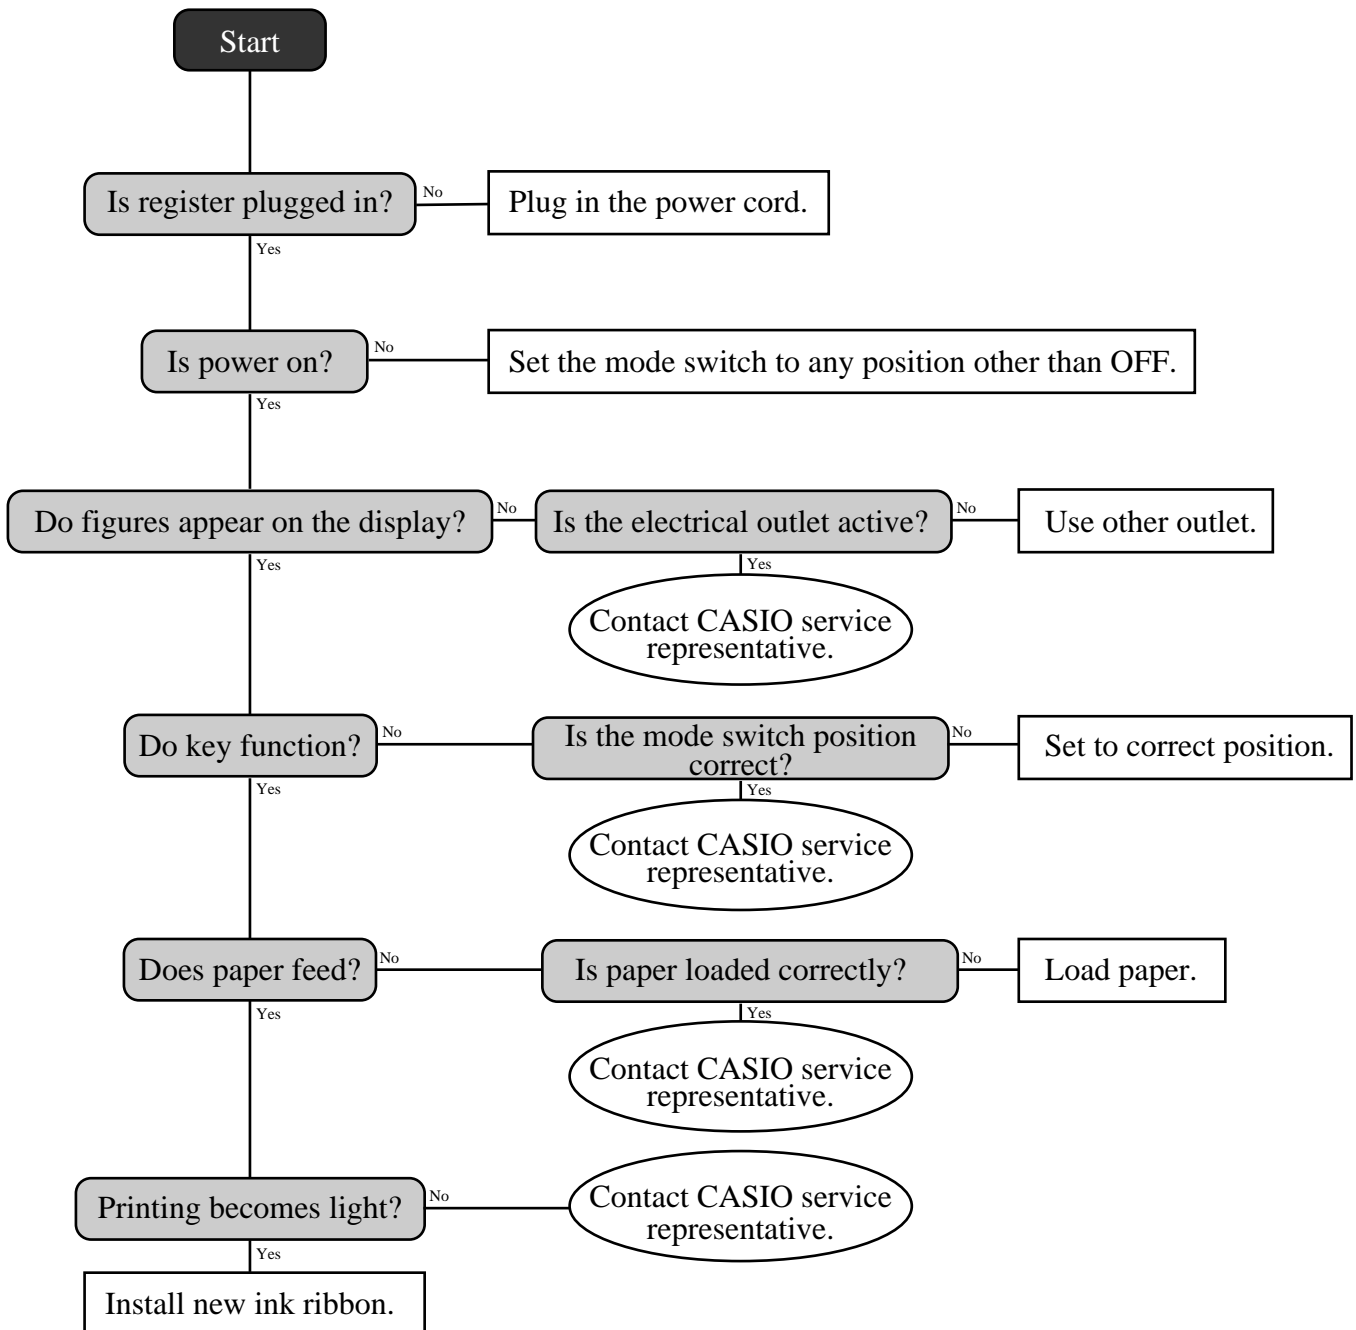 Start
Is register plugged in?
No
Plug in the power cord.
Yes
Is power on?
No
Set the mode switch to any position other than OFF.
Yes
Do figures appear on the display?
No
Is the electrical outlet active?
No
Use other outlet.
Yes
Yes
Contact CASIO service
representative.
Do key function?
No
Is the mode switch position
correct?
No
Set to correct position.
Yes
Yes
Contact CASIO service
representative.
Does paper feed?
No
Is paper loaded correctly?
No
Load paper.
Yes
Yes
Contact CASIO service
representative.
Printing becomes light?
No
Contact CASIO service
representative.
Yes
Install new ink ribbon.